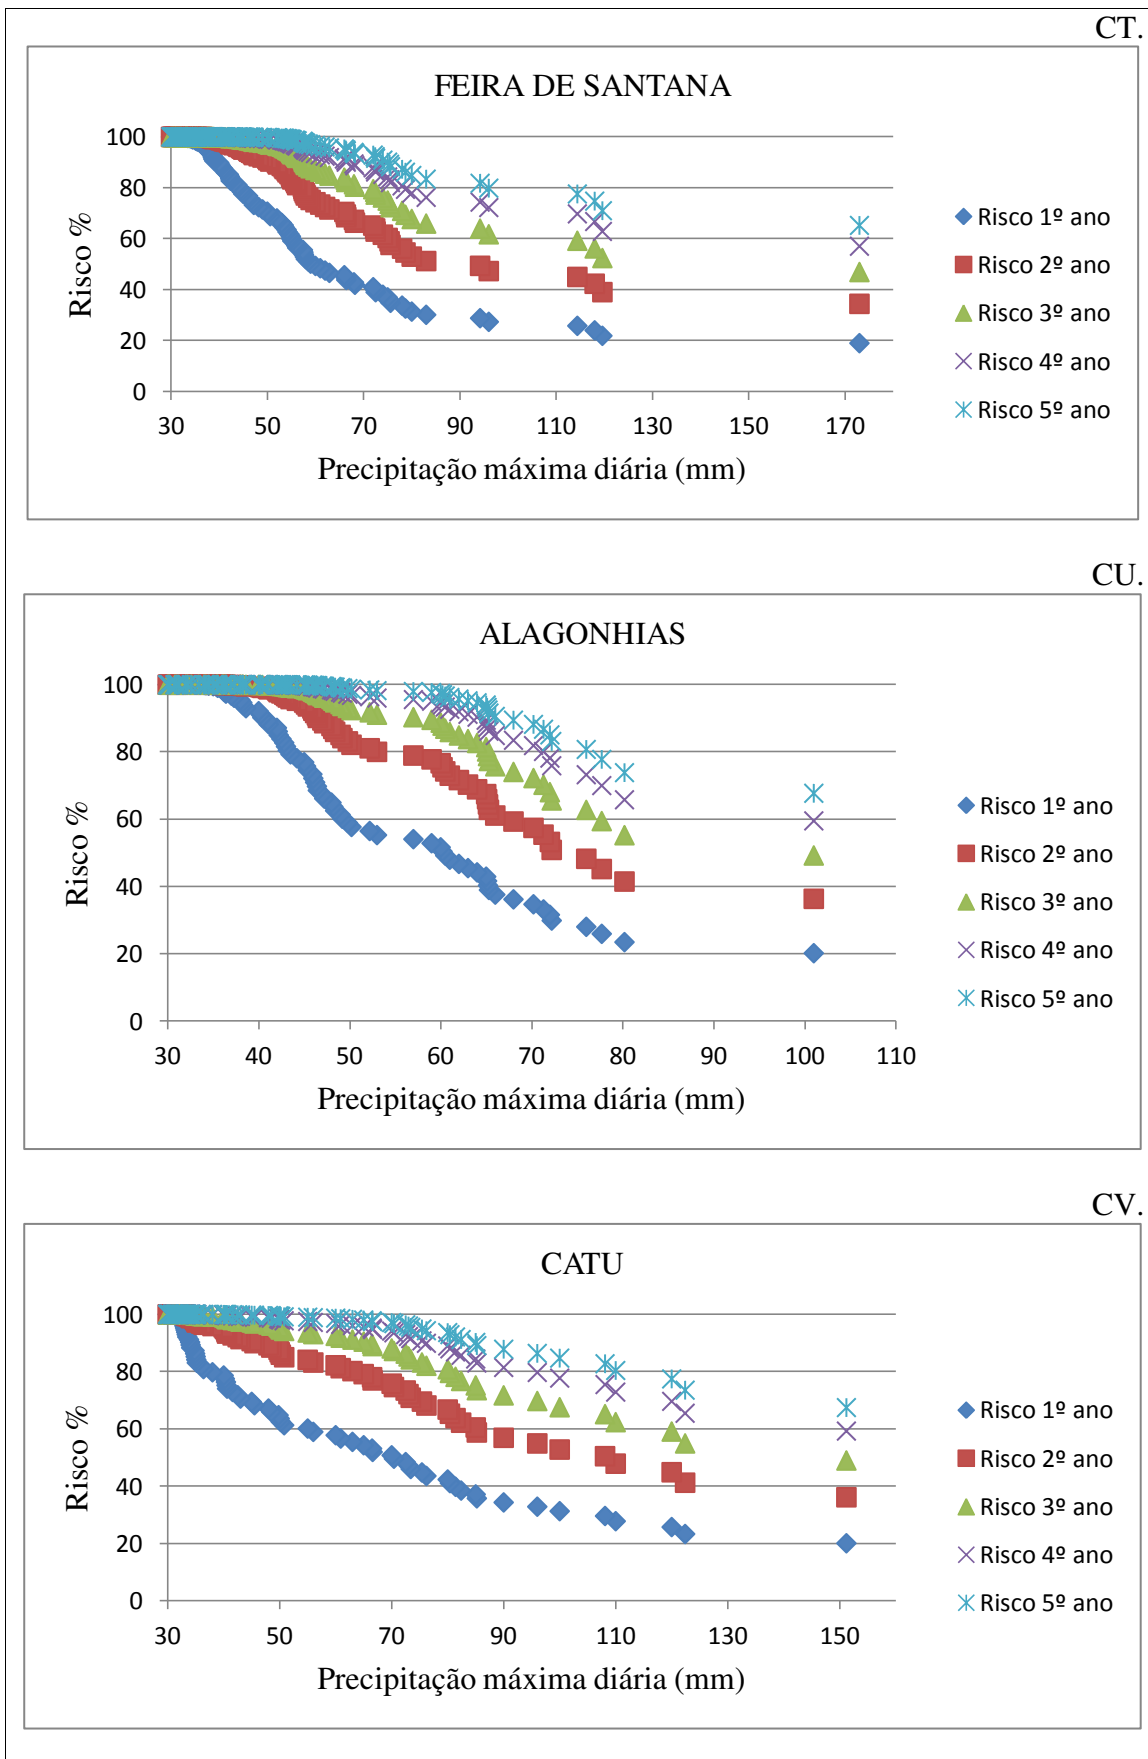 CT.
FEIRA DE SANTANA
Risco %
100
80
60
40
20
0
30 50 70 90 110 130 150 170
Precipitação máxima diária (mm)
Risco 1º ano
Risco 2º ano
Risco 3º ano
Risco 4º ano
Risco 5º ano
CU.
ALAGONHIAS
Risco %
100
80
60
40
20
0
30 40 50 60 70 80 90 100 110
Precipitação máxima diária (mm)
Risco 1º ano
Risco 2º ano
Risco 3º ano
Risco 4º ano
Risco 5º ano
CV.
CATU
Risco %
100
80
60
40
20
0
30 50 70 90 110 130 150
Precipitação máxima diária (mm)
Risco 1º ano
Risco 2º ano
Risco 3º ano
Risco 4º ano
Risco 5º ano